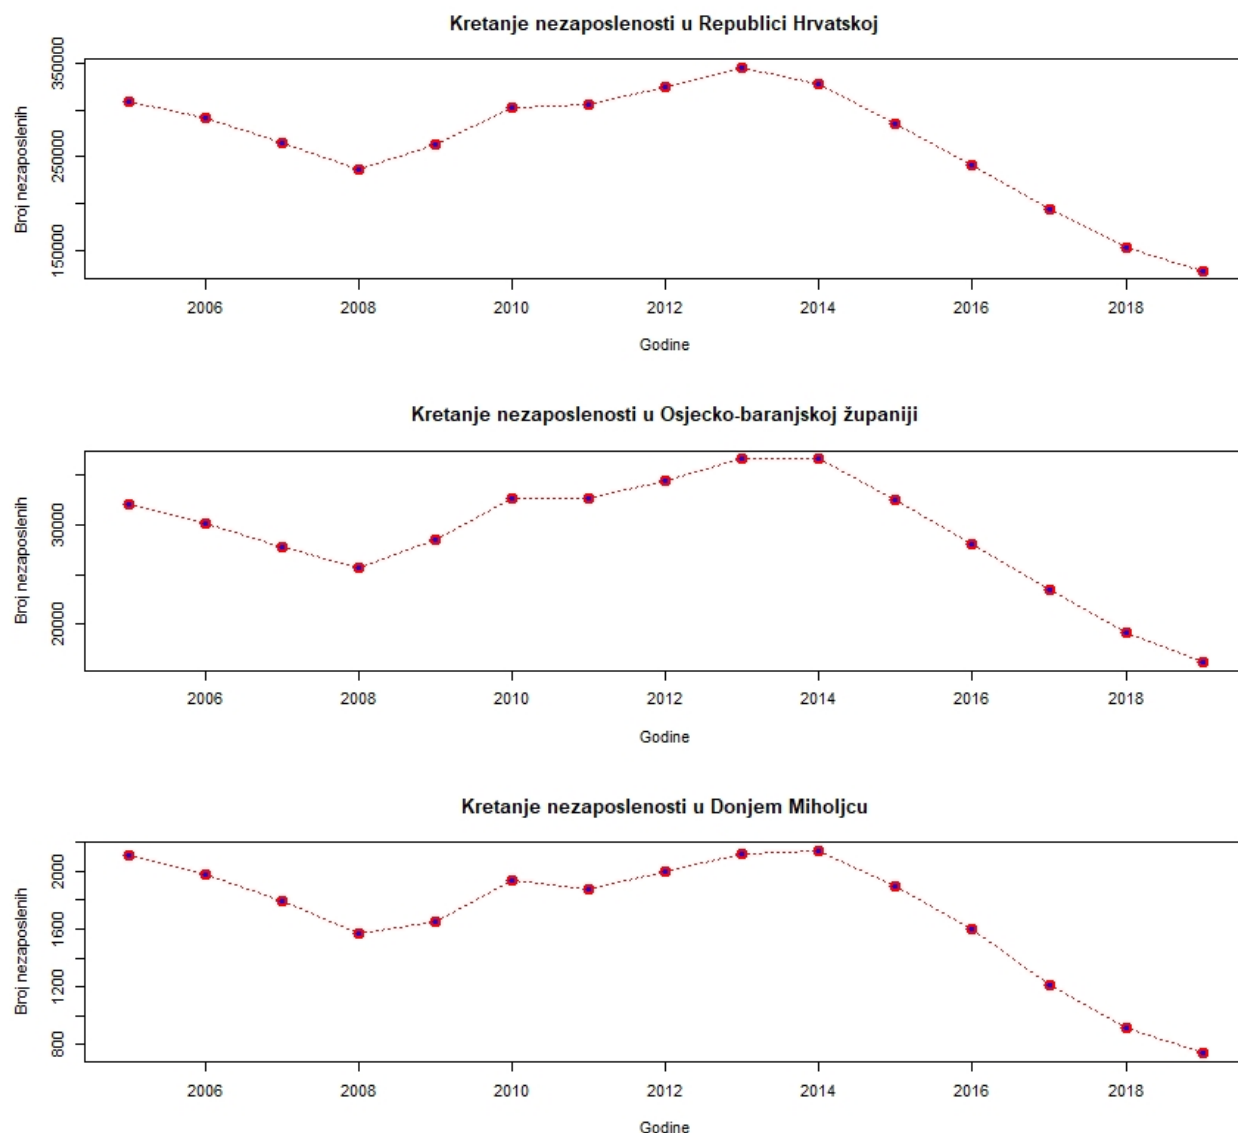 Kretanje nezaposlenosti u Republici Hrvatskoj
Broj nezaposlenih
350000
250000
150000
2006 2008 2010 2012 2014 2016 2018
Godine
Kretanje nezaposlenosti u Osjecko-baranjskoj županiji
Broj nezaposlenih
30000
20000
2006 2008 2010 2012 2014 2016 2018
Godine
Kretanje nezaposlenosti u Donjem Miholjcu
Broj nezaposlenih
2000
1600
1200
800
2006 2008 2010 2012 2014 2016 2018
Godine